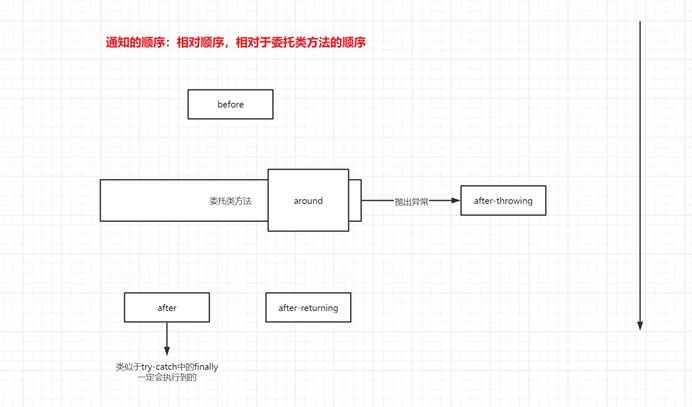 通知的顺序：相对顺序，相对于委托类方法的顺序
before
委托类方法
around
抛出异常
after-throwing
after
after-returning
类似于try-catch中的finally
一定会执行到的